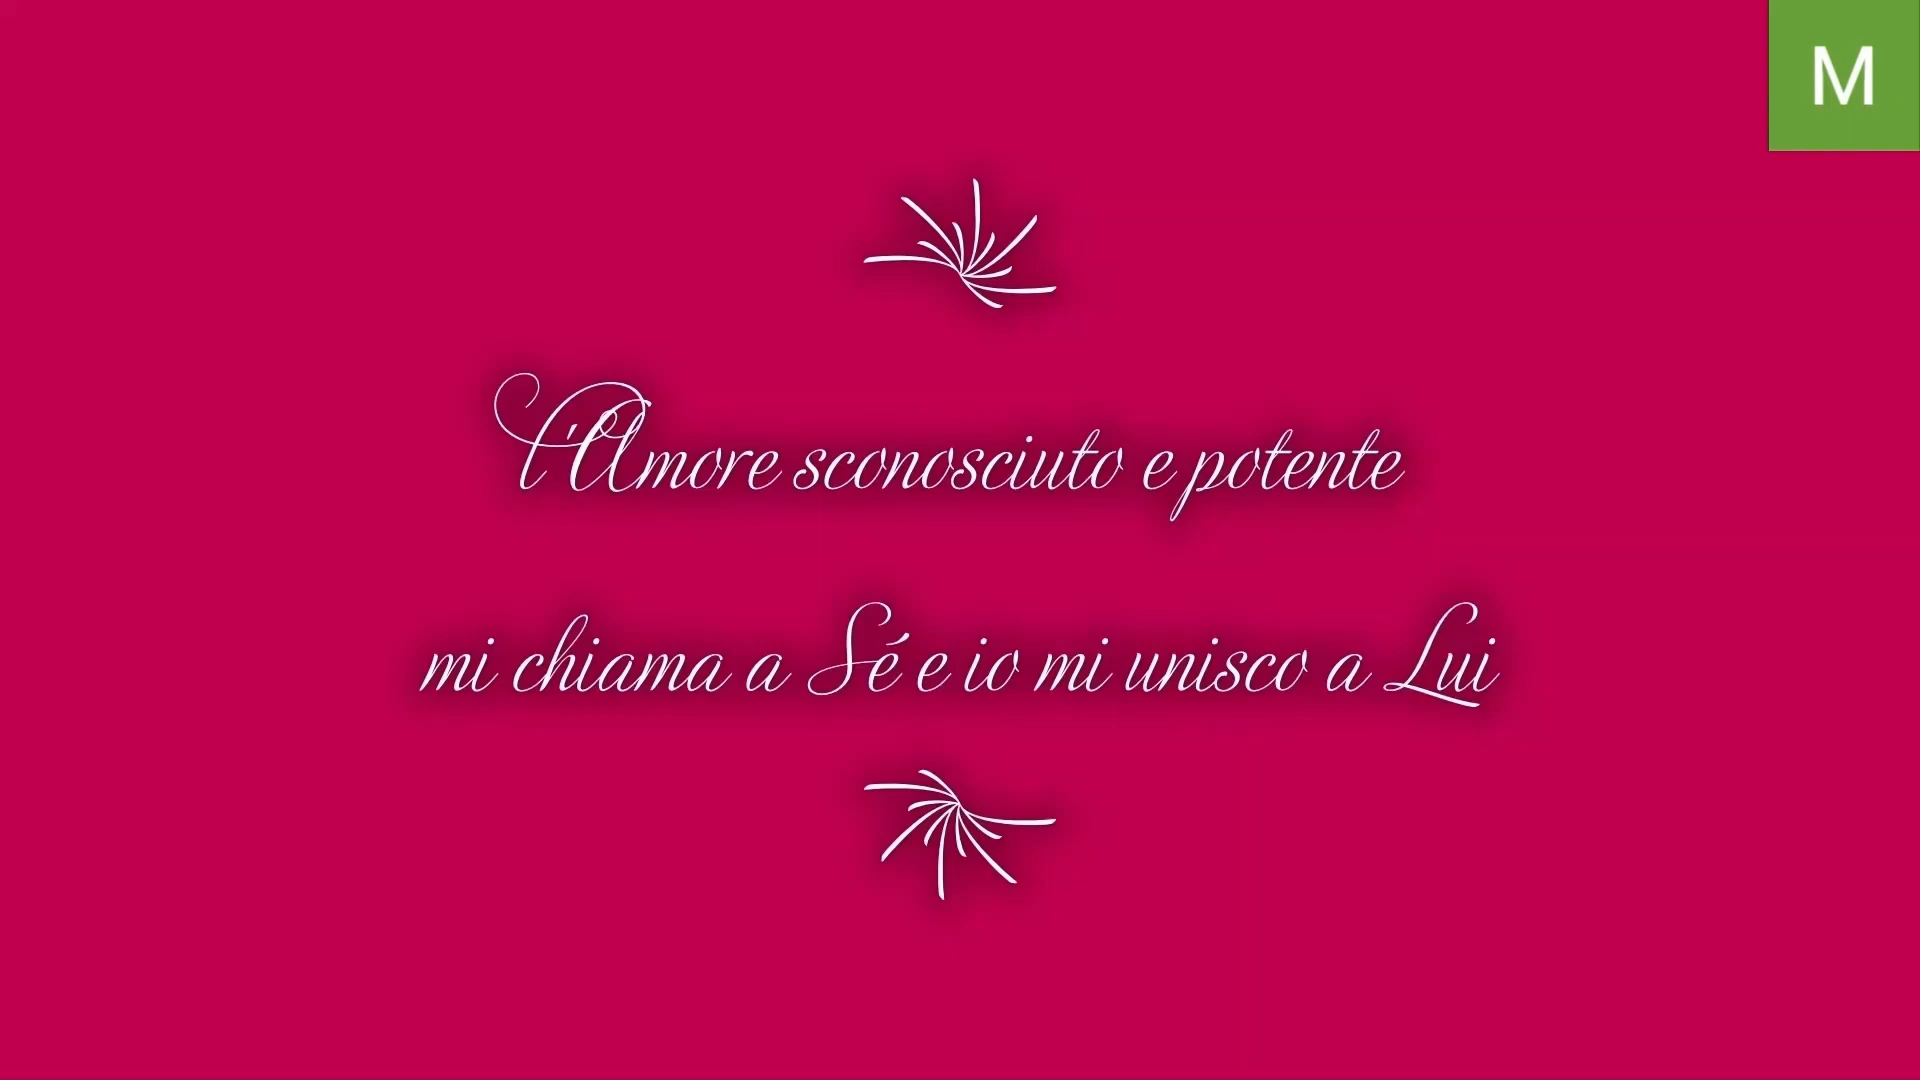 M
l'Amore sconosciuto e potente
mi chiama a Sé e io mi unisco a Lui